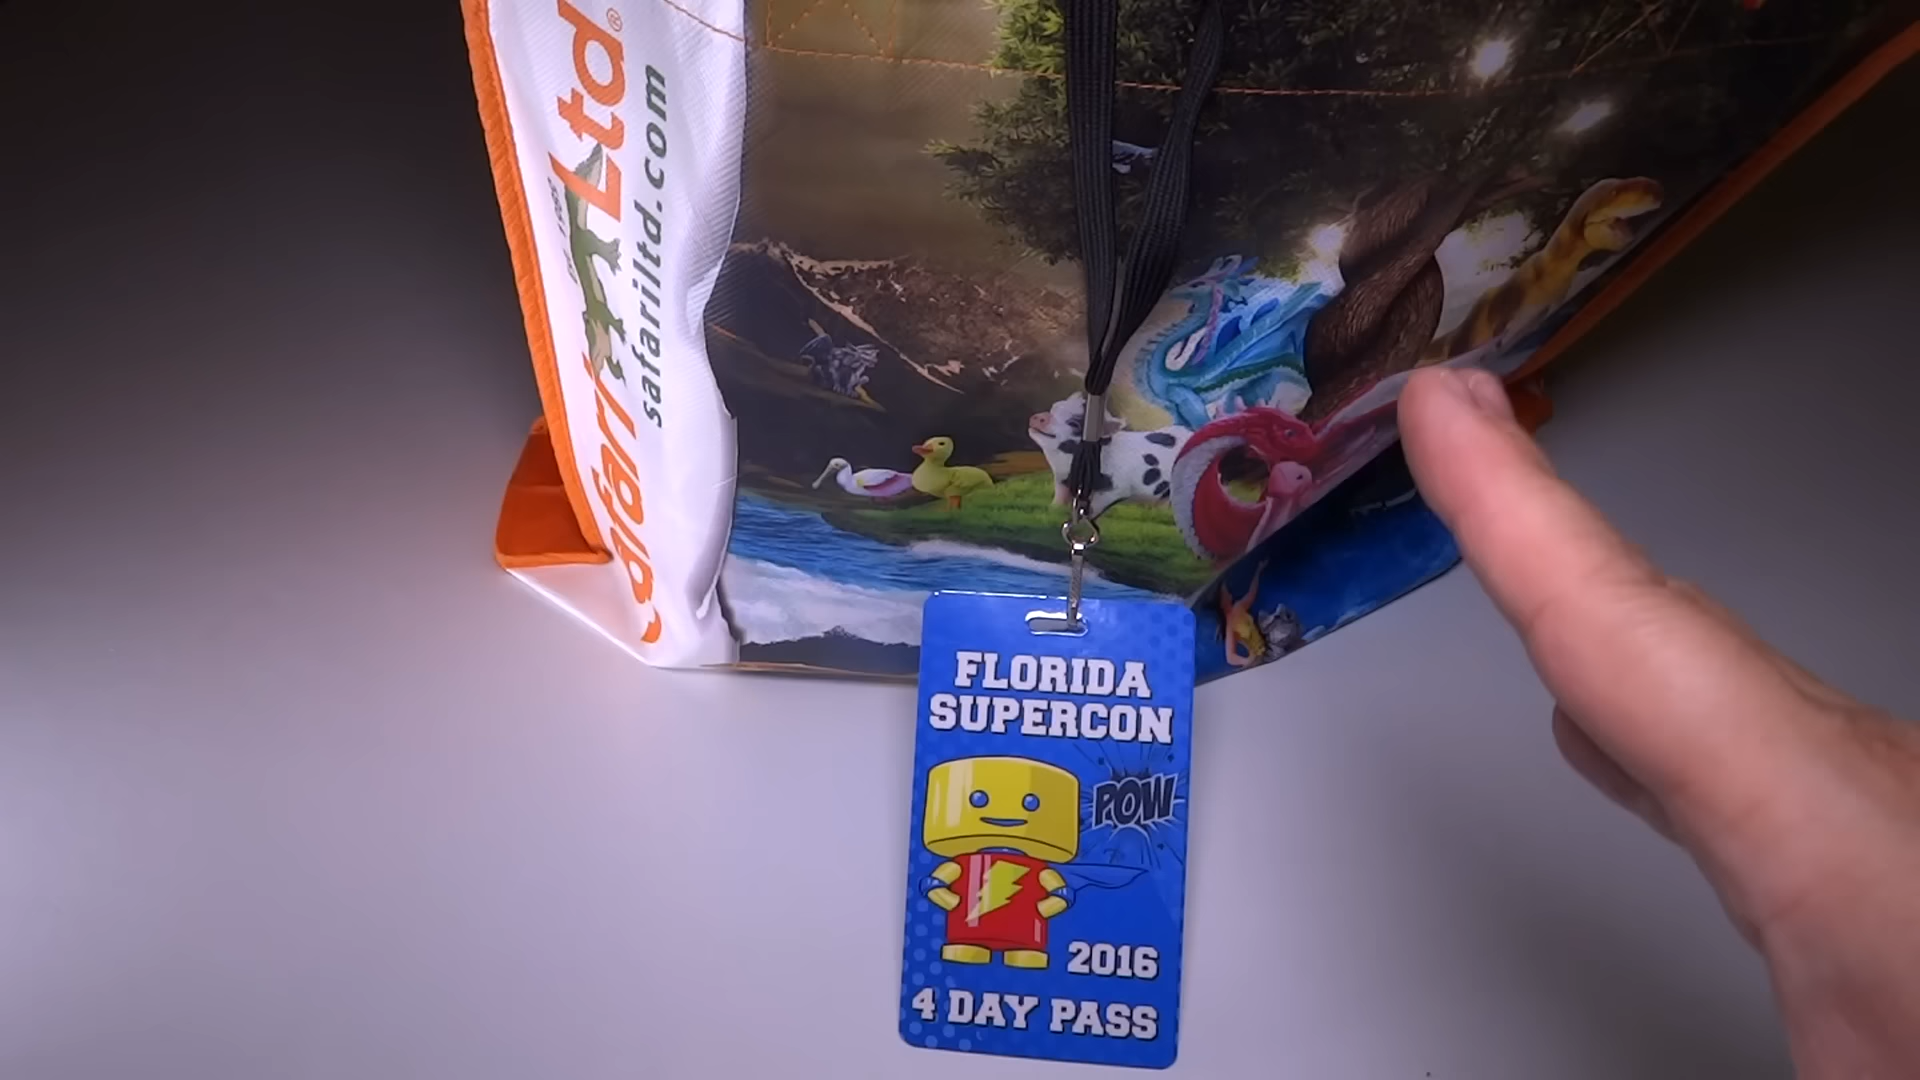 Safari Ltd®
safariltd.com
FLORIDA
SUPERCON
POW
2016
4 DAY PASS